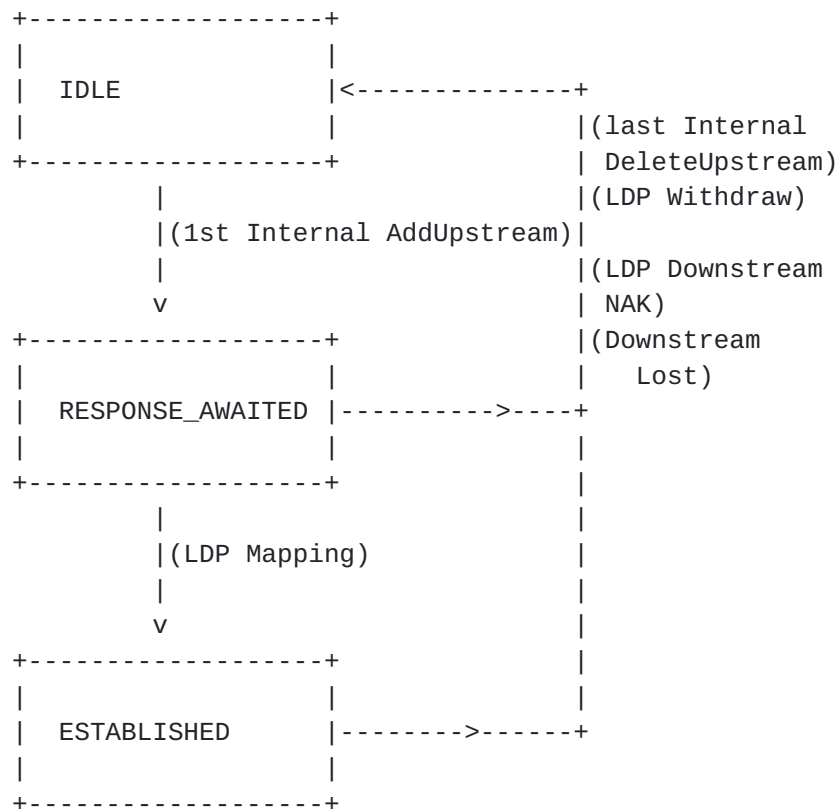 IDLE
(last Internal
DeleteUpstream)
(LDP Withdraw)
(1st Internal AddUpstream)
(LDP Downstream
NAK)
(Downstream
Lost)
RESPONSE_AWAITED
(LDP Mapping)
ESTABLISHED